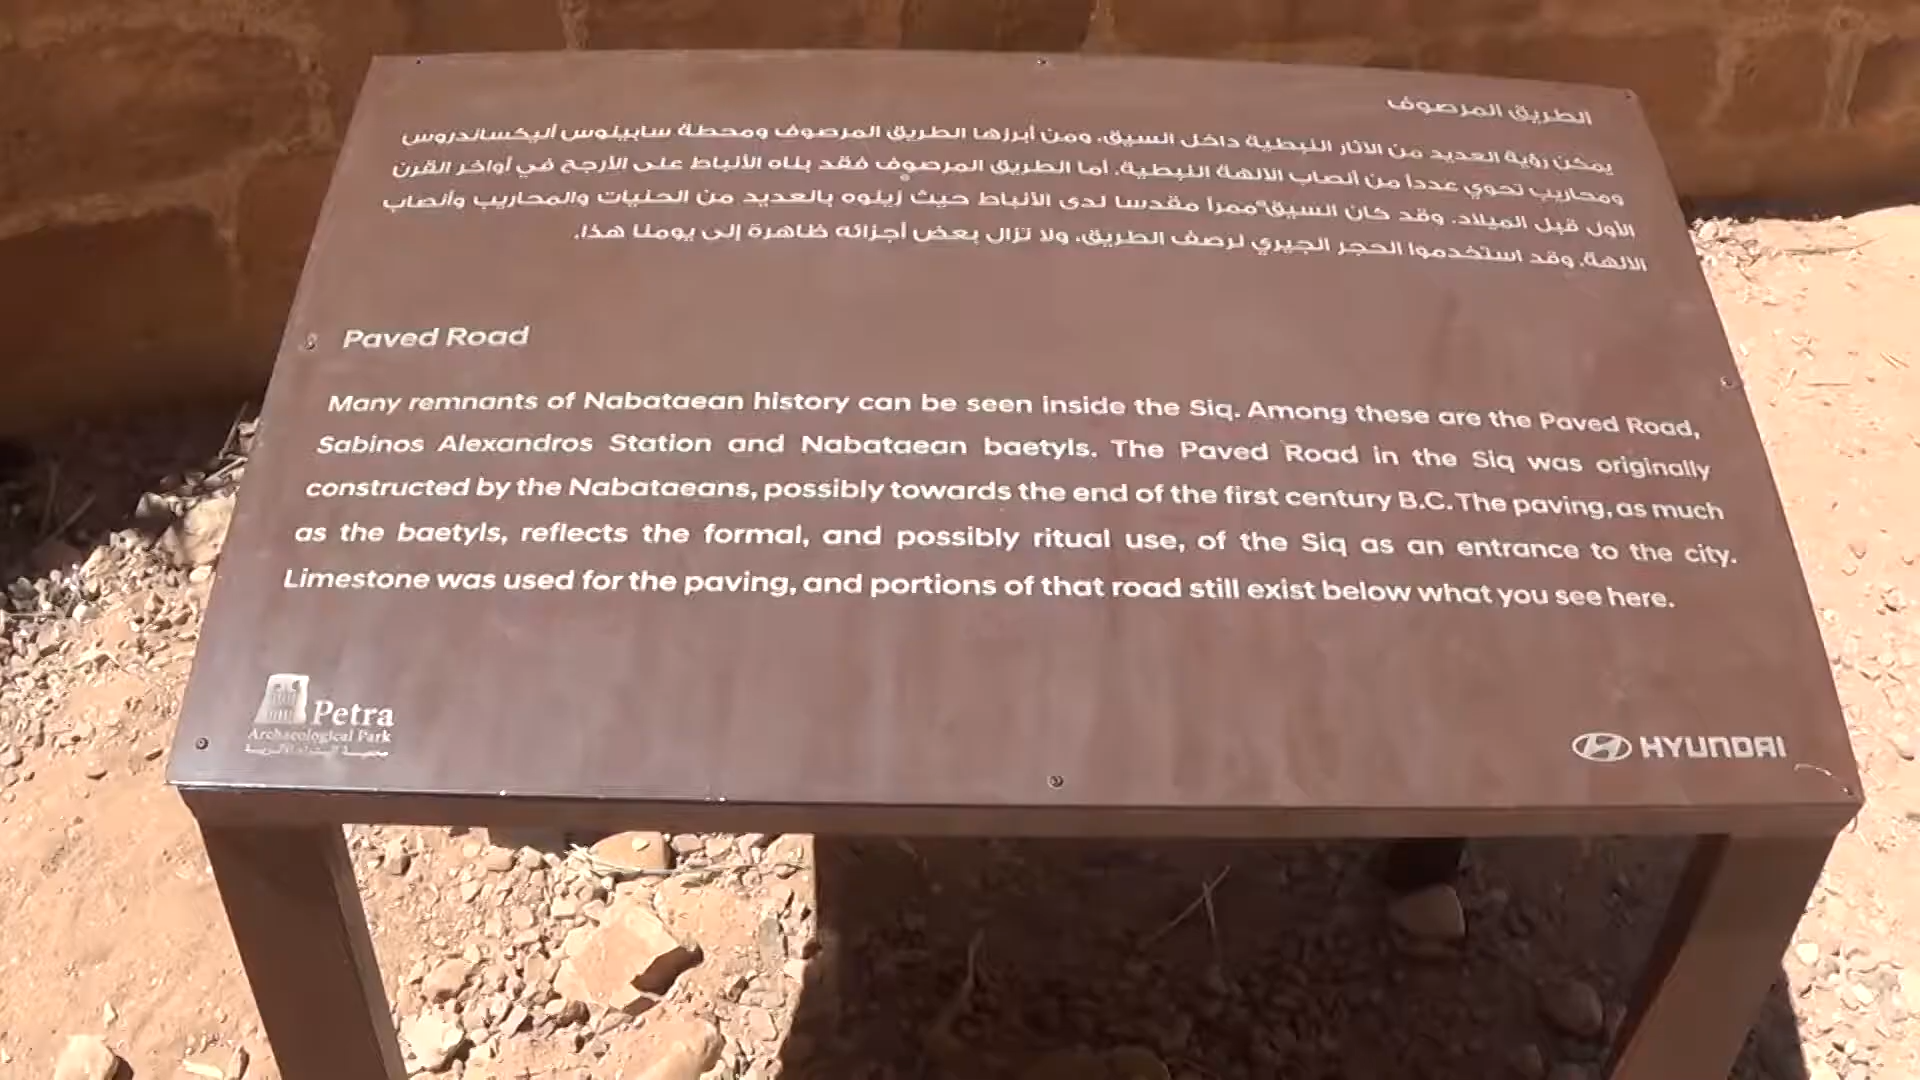 الطريق المرصوف
يمكن رؤية العديد من الآثار النبطية داخل السيق، ومن أبرزها الطريق المرصوف ومحطة سابينوس أليكساندروس
ومحاريب تحوي عدداً من أنصاب الآلهة النبطية. أما الطريق المرصوف فقد بناه الأنباط على الأرجح في أواخر القرن
الأول قبل الميلاد. وقد كان السيق ممراً مقدسا لدى الأنباط حيث زينوه بالعديد من الحنيات والمحاريب وأنصاب
الآلهة. وقد استخدموا الحجر الجيري لرصف الطريق، ولا تزال بعض أجزائه ظاهرة إلى يومنا هذا.
Paved Road
Many remnants of Nabataean history can be seen inside the Siq. Among these are the Paved Road,
Sabinos Alexandros Station and Nabataean baetyls. The Paved Road in the Siq was originally
constructed by the Nabataeans, possibly towards the end of the first century B.C. The paving, as much
as the baetyls, reflects the formal, and possibly ritual use, of the Siq as an entrance to the city.
Limestone was used for the paving, and portions of that road still exist below what you see here.
Petra
Archaeological Park
محمية البتراء الأثرية
HYUNDAI